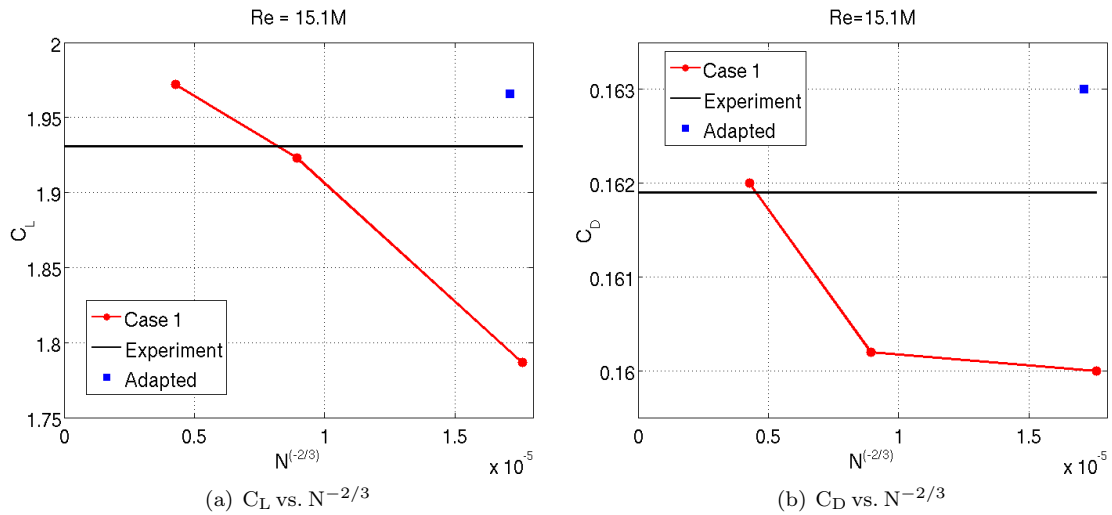 Re = 15.1M
2
1.95
1.9
1.85
1.8
1.75
C_L
Case 1
Experiment
Adapted
0
0.5
1
1.5
x 10^-5
N^(-2/3)
(a) C_L vs. N^−2/3
Re=15.1M
0.163
0.162
0.161
0.16
C_D
Case 1
Experiment
Adapted
0
0.5
1
1.5
x 10^-5
N^(-2/3)
(b) C_D vs. N^−2/3